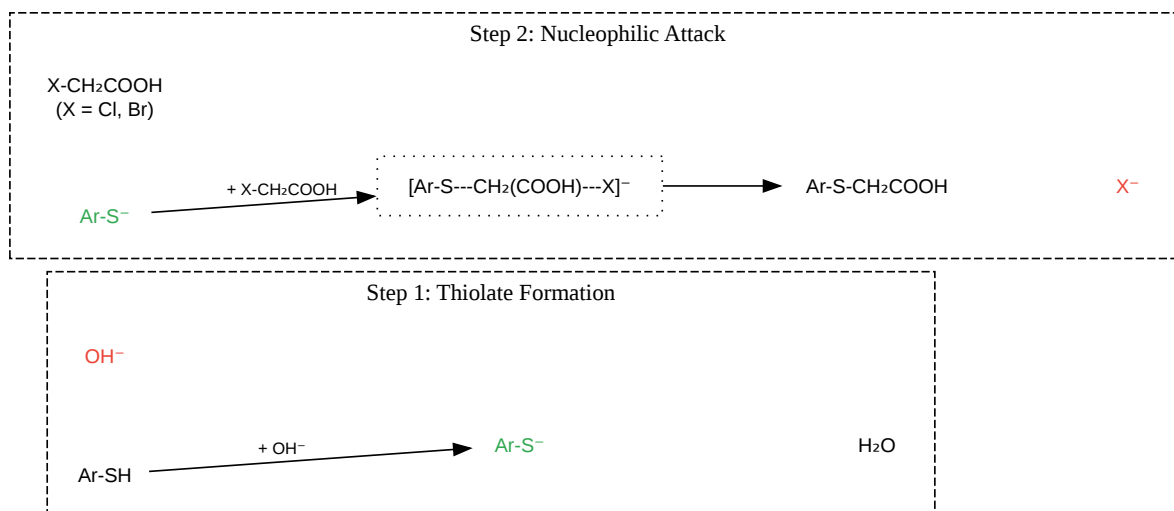 Step 2: Nucleophilic Attack
X-CH₂COOH
(X = Cl, Br)
+ X-CH₂COOH
[Ar-S---CH₂(COOH)---X]⁻
Ar-S-CH₂COOH
X⁻
Ar-S⁻
Step 1: Thiolate Formation
OH⁻
+ OH⁻
Ar-S⁻
H₂O
Ar-SH